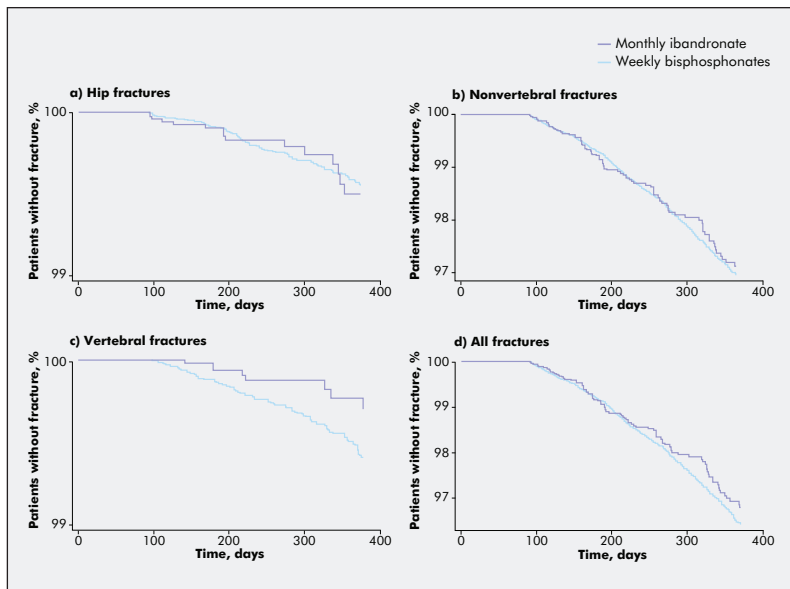 Monthly ibandronate
Weekly bisphosphonates
a) Hip fractures
Patients without fracture, %
100
99
0 100 200 300 400
Time, days
b) Nonvertebral fractures
Patients without fracture, %
100
99
98
97
0 100 200 300 400
Time, days
c) Vertebral fractures
Patients without fracture, %
100
99
0 100 200 300 400
Time, days
d) All fractures
Patients without fracture, %
100
99
98
97
0 100 200 300 400
Time, days